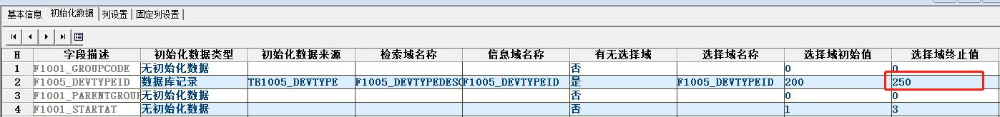 基本信息 初始化数据 列设置 固定列设置
H 字段描述 初始化数据类型 初始化数据来源 检索域名称 信息域名称 有无选择域 选择域名称 选择域初始值 选择域终止值
1 F1001_GROUPCODE 无初始化数据 否 0 0
2 F1005_DEVTYPEID 数据库记录 TB1005_DEVTYPE F1005_DEVTYPEDESC F1005_DEVTYPEID 是 F1005_DEVTYPEID 200 250
3 F1001_PARENTGROUP 无初始化数据 否 0 0
4 F1001_STARTAT 无初始化数据 否 1 3